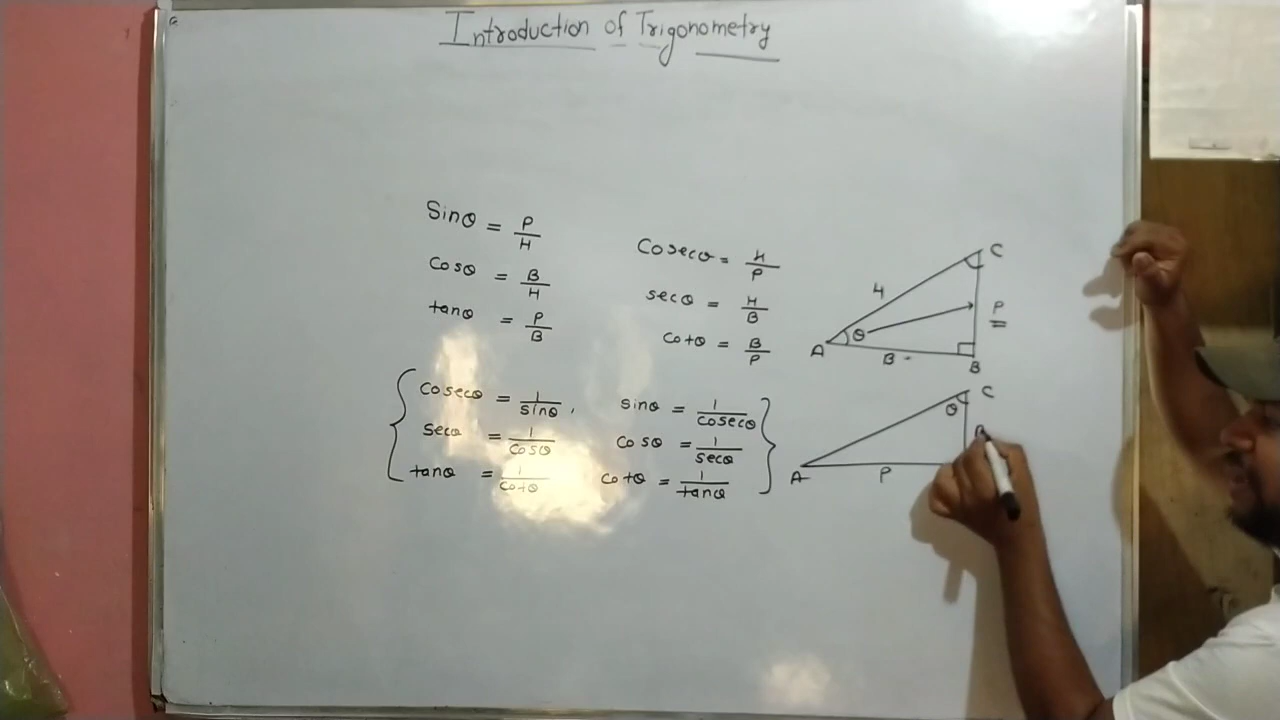 Introduction of Trigonometry
Sinθ = P/H
Cosθ = B/H
tanθ = P/B
Cosecθ = H/P
secθ = H/B
Cotθ = B/P
Cosecθ = 1/sinθ ,
Secθ = 1/cosθ
tanθ = 1/cotθ
sinθ = 1/cosecθ
Cosθ = 1/secθ
Cotθ = 1/tanθ
C
H
P
θ
A
B
B
C
θ
B
A
P